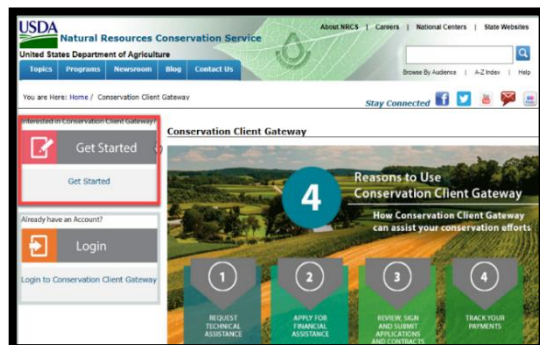 USDA
Natural Resources Conservation Service
United States Department of Agriculture
About NRCS | Careers | National Centers | State Websites
Topics Programs Newsroom Blog Contact Us
Browse By Audience | A-Z Index | Help
You are Here: Home / Conservation Client Gateway
Stay Connected
Interested in Conservation Client Gateway?
Get Started
Get Started
Already have an Account?
Login
Login to Conservation Client Gateway
Conservation Client Gateway
4
Reasons to Use
Conservation Client Gateway
How Conservation Client Gateway
can assist your conservation efforts
1
REQUEST
TECHNICAL
ASSISTANCE
2
APPLY FOR
FINANCIAL
ASSISTANCE
3
REVIEW, SIGN
AND SUBMIT
APPLICATIONS
AND CONTRACTS
4
TRACK YOUR
PAYMENTS